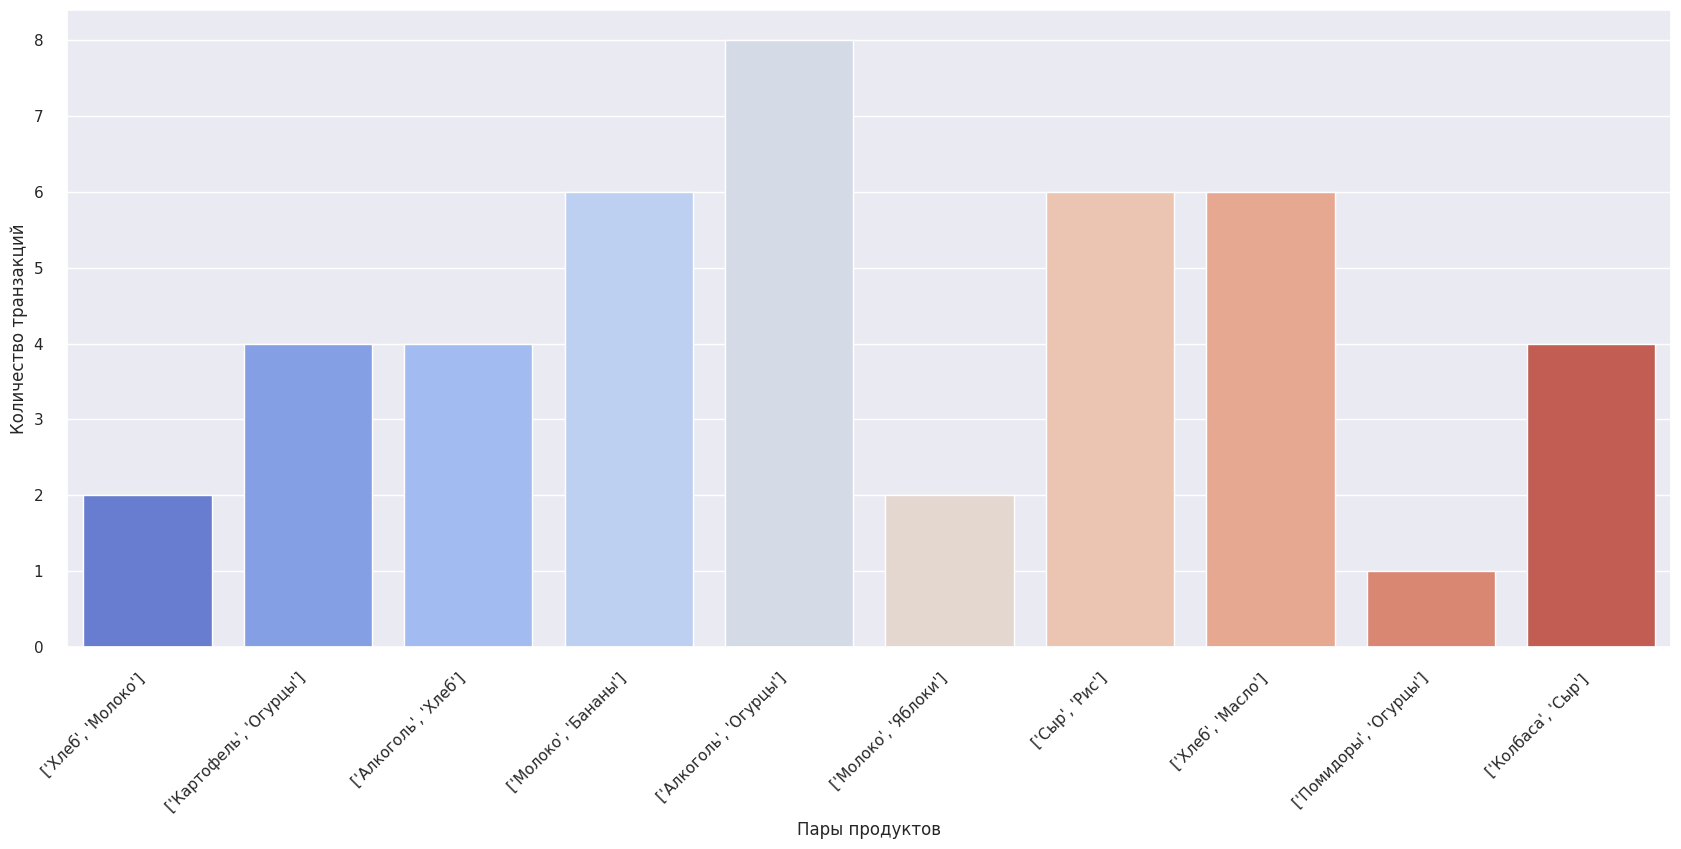 8
7
6
5
4
3
2
1
0
Количество транзакций
['Хлеб', 'Молоко']
['Картофель', 'Огурцы']
['Алкоголь', 'Хлеб']
['Молоко', 'Бананы']
['Алкоголь', 'Огурцы']
['Молоко', 'Яблоки']
['Сыр', 'Рис']
['Хлеб', 'Масло']
['Помидоры', 'Огурцы']
['Колбаса', 'Сыр']
Пары продуктов